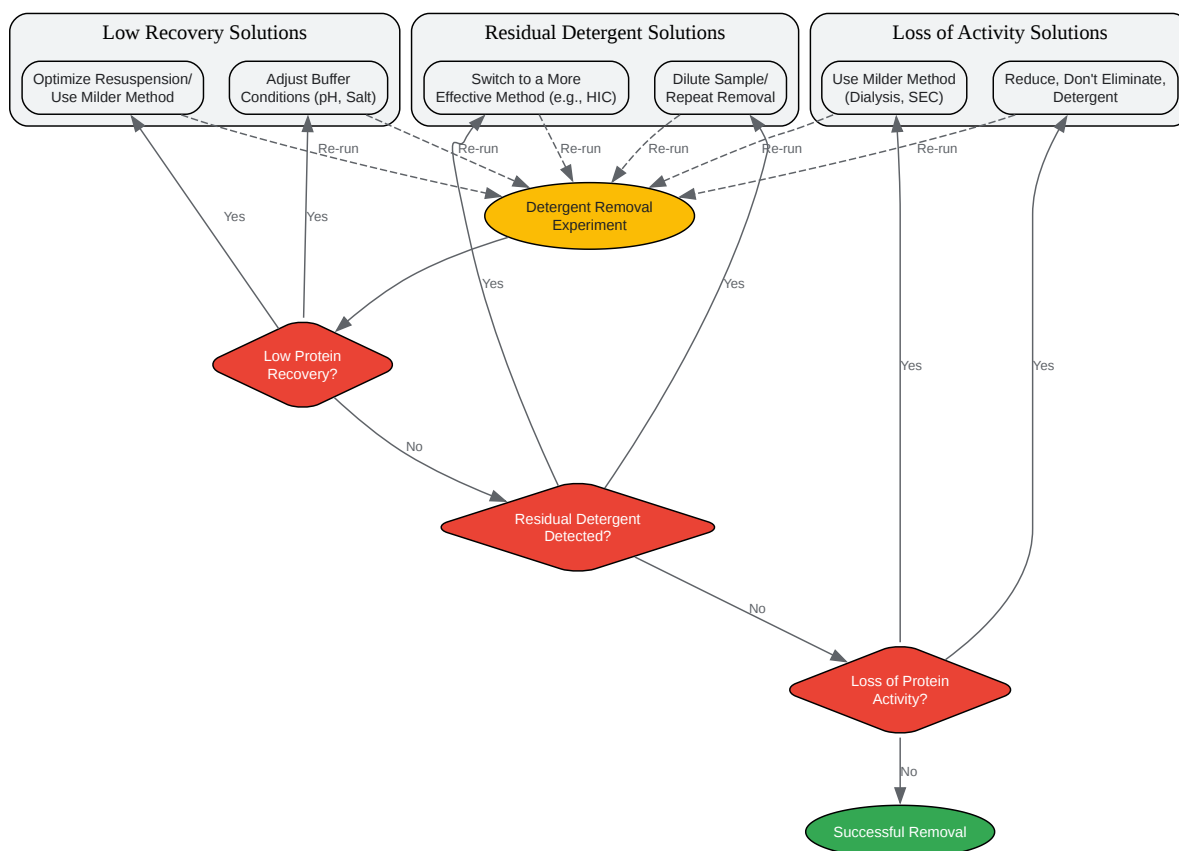 Low Recovery Solutions
Residual Detergent Solutions
Loss of Activity Solutions
Optimize Resuspension/
Use Milder Method
Adjust Buffer
Conditions (pH, Salt)
Switch to a More
Effective Method (e.g., HIC)
Dilute Sample/
Repeat Removal
Use Milder Method
(Dialysis, SEC)
Reduce, Don't Eliminate,
Detergent
Re-run
Re-run
Re-run
Re-run
Re-run
Re-run
Detergent Removal
Experiment
Yes
Yes
Yes
Yes
Low Protein
Recovery?
Yes
Yes
No
Residual Detergent
Detected?
No
Loss of Protein
Activity?
No
Successful Removal